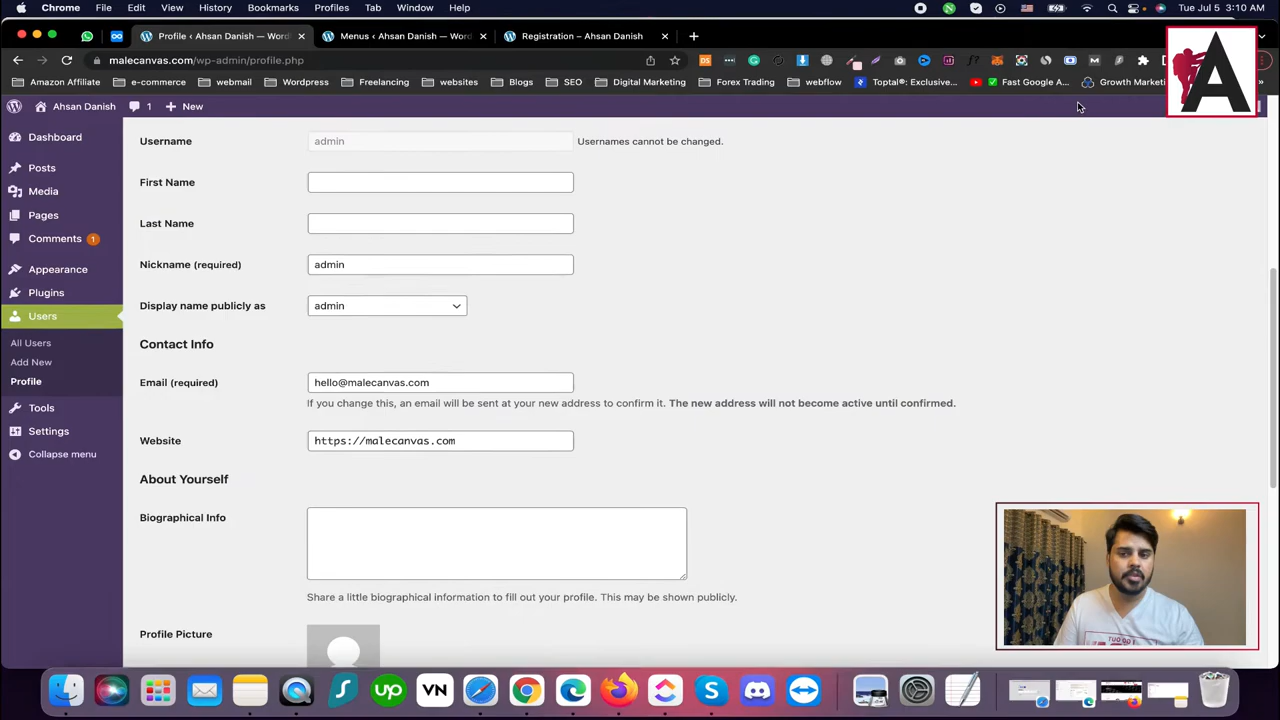 Chrome File Edit View History Bookmarks Profiles Tab Window Help Tue Jul 5 3:10 AM
Profile ‹ Ahsan Danish — Word Menus ‹ Ahsan Danish — Word Registration – Ahsan Danish
malecanvas.com/wp-admin/profile.php
Amazon Affiliate e-commerce webmail Wordpress Freelancing websites Blogs SEO Digital Marketing Forex Trading webflow Toptal®: Exclusive... Fast Google A... Growth Marketi
A
Ahsan Danish 1 New
Dashboard
Posts
Media
Pages
Comments 1
Appearance
Plugins
Users
All Users
Add New
Profile
Tools
Settings
Collapse menu
Username admin Usernames cannot be changed.
First Name
Last Name
Nickname (required) admin
Display name publicly as admin
Contact Info
Email (required) hello@malecanvas.com
If you change this, an email will be sent at your new address to confirm it. The new address will not become active until confirmed.
Website https://malecanvas.com
About Yourself
Biographical Info
Share a little biographical information to fill out your profile. This may be shown publicly.
Profile Picture
up VN